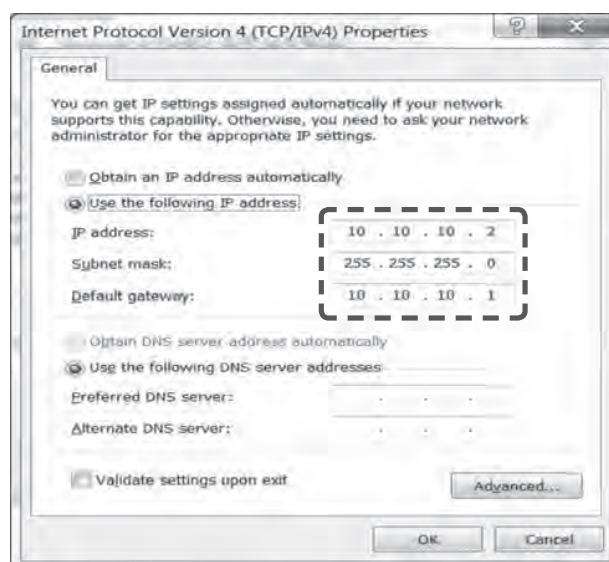 Internet Protocol Version 4 (TCP/IPv4) Properties
General
You can get IP settings assigned automatically if your network
supports this capability. Otherwise, you need to ask your network
administrator for the appropriate IP settings.
Obtain an IP address automatically
Use the following IP address:
IP address: 10 . 10 . 10 . 2
Subnet mask: 255 . 255 . 255 . 0
Default gateway: 10 . 10 . 10 . 1
Obtain DNS server address automatically
Use the following DNS server addresses
Preferred DNS server: . . .
Alternate DNS server: . . .
Validate settings upon exit
Advanced...
OK Cancel